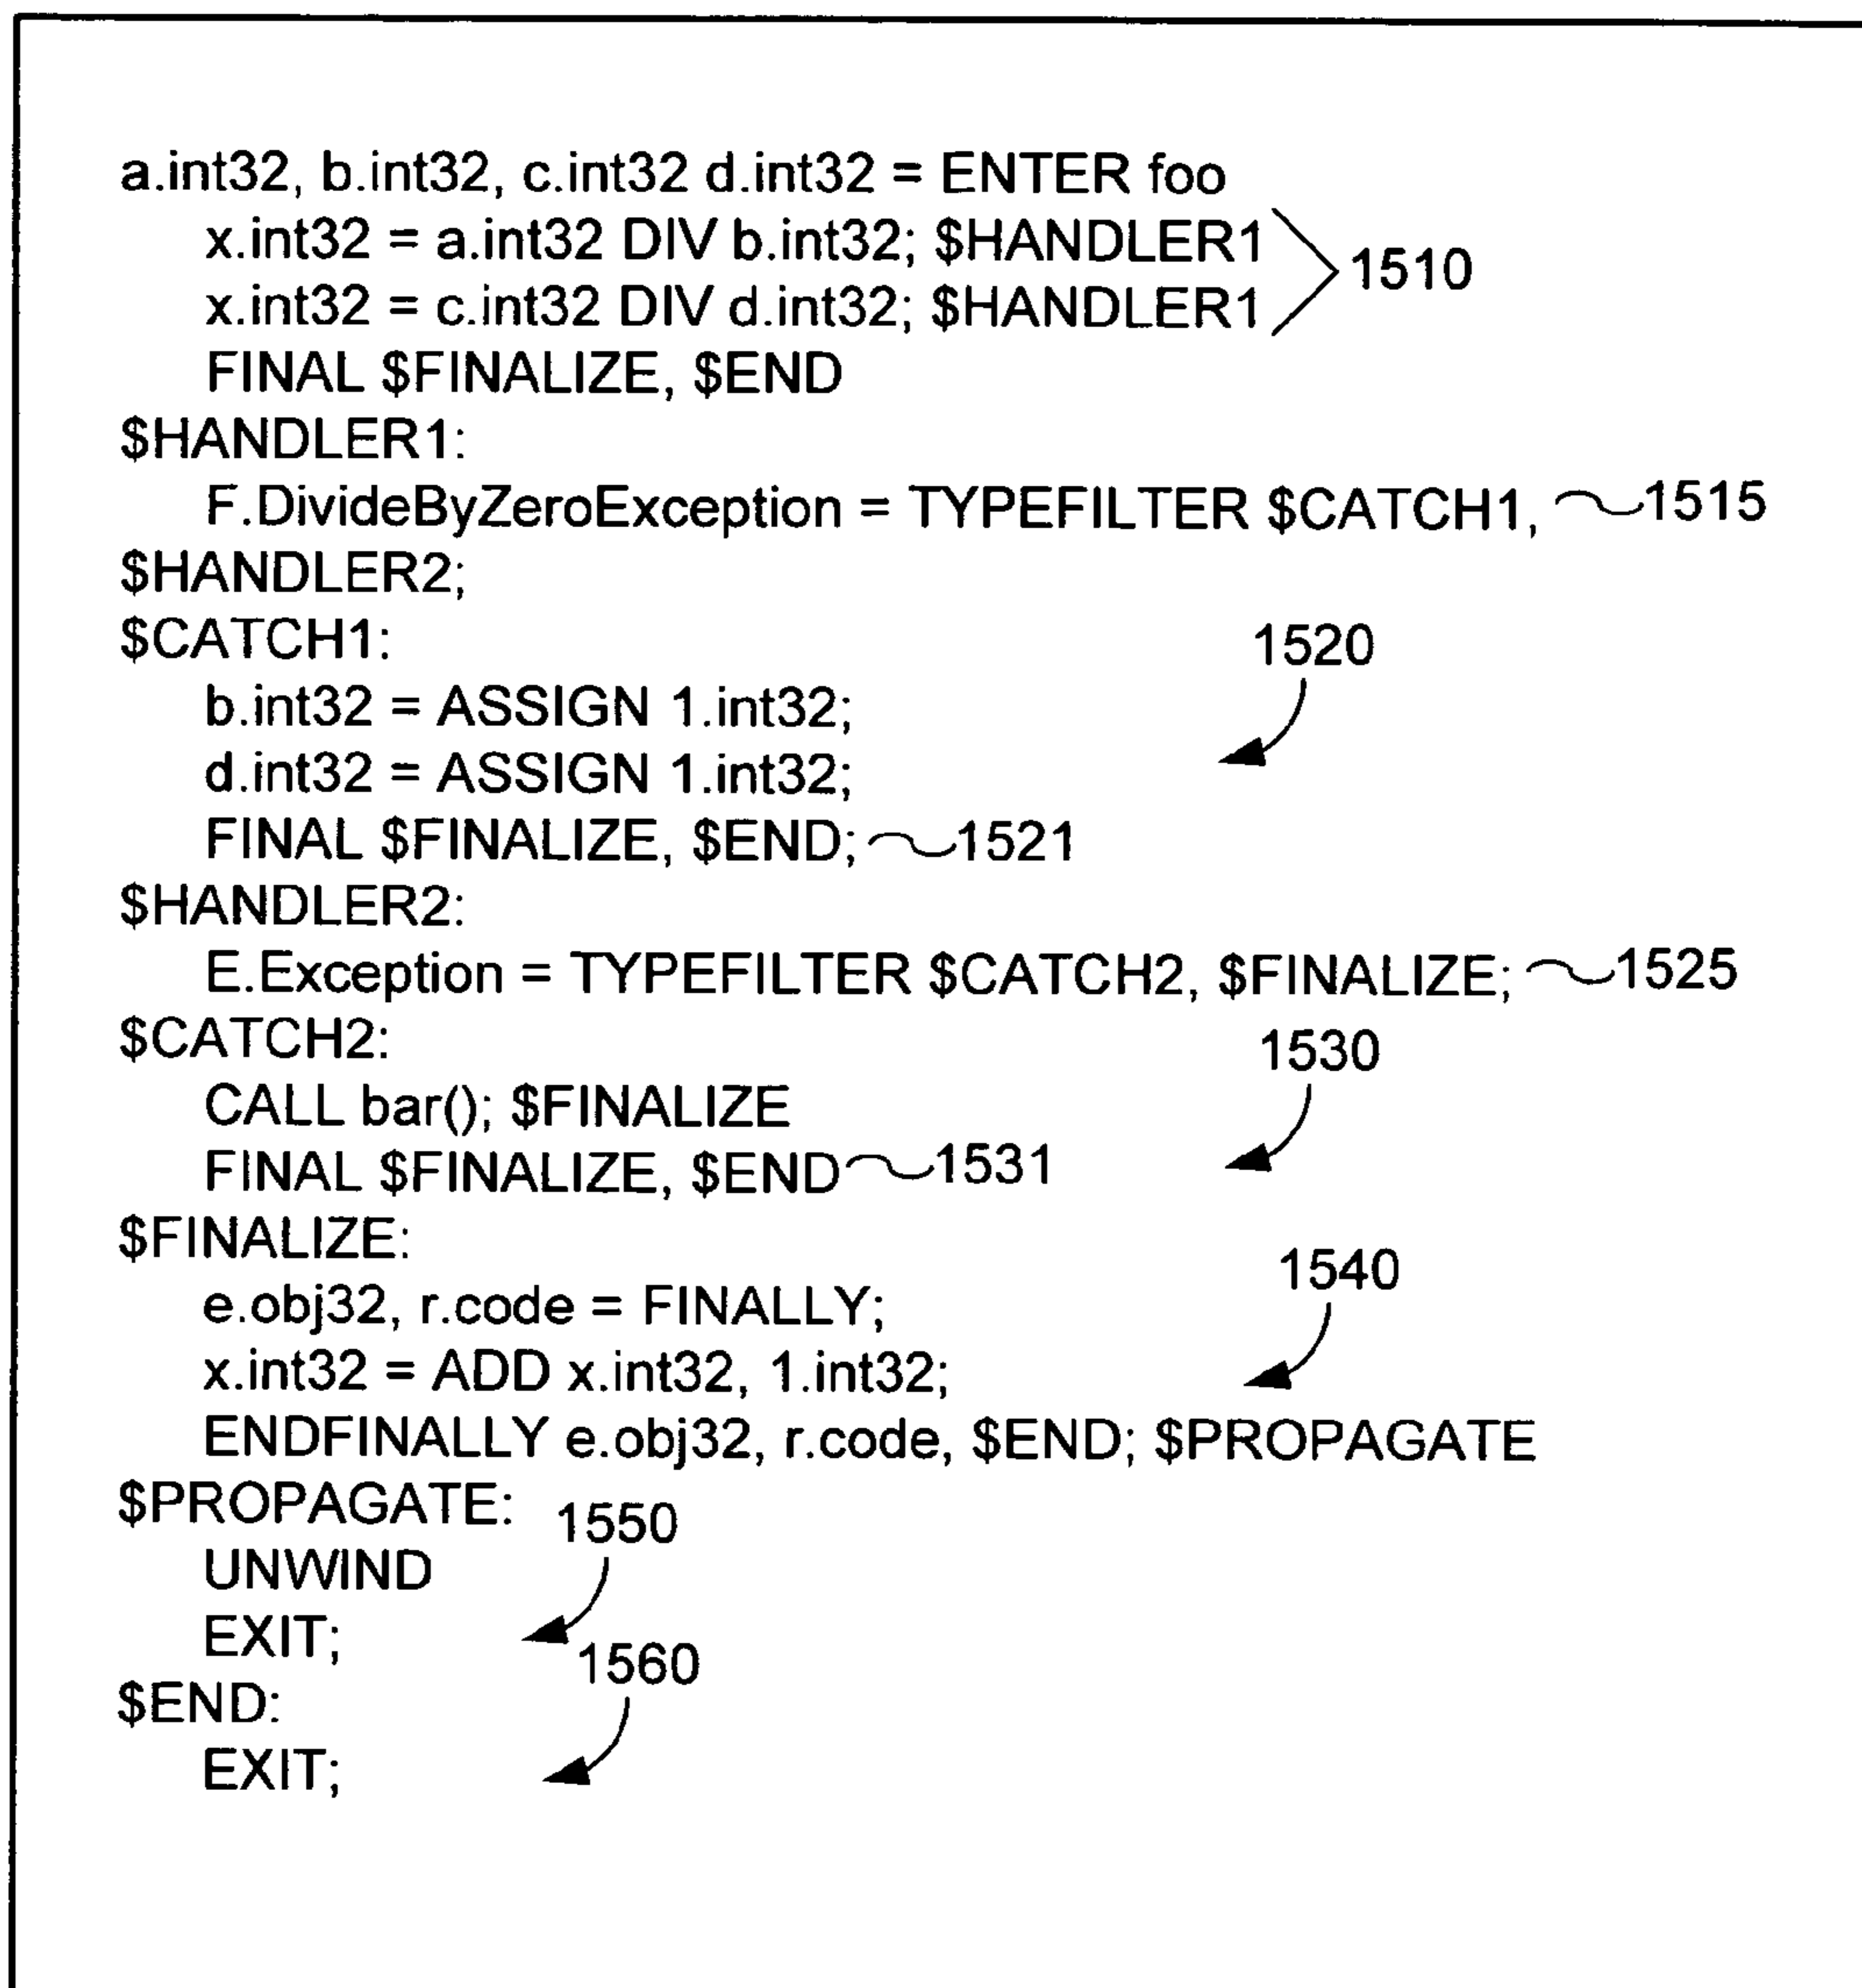 a.int32, b.int32, c.int32 d.int32 = ENTER foo
x.int32 = a.int32 DIV b.int32; $HANDLER1
1510
x.int32 = c.int32 DIV d.int32; $HANDLER1
FINAL $FINALIZE, $END
$HANDLER1:
F.DivideByZeroException = TYPEFILTER $CATCH1, 1515
$HANDLER2;
$CATCH1:
1520
b.int32 = ASSIGN 1.int32;
d.int32 = ASSIGN 1.int32;
FINAL $FINALIZE, $END; 1521
$HANDLER2:
E.Exception = TYPEFILTER $CATCH2, $FINALIZE; 1525
$CATCH2:
1530
CALL bar(); $FINALIZE
FINAL $FINALIZE, $END 1531
$FINALIZE:
1540
e.obj32, r.code = FINALLY;
x.int32 = ADD x.int32, 1.int32;
ENDFINALLY e.obj32, r.code, $END; $PROPAGATE
$PROPAGATE:
1550
UNWIND
EXIT;
1560
$END:
EXIT;